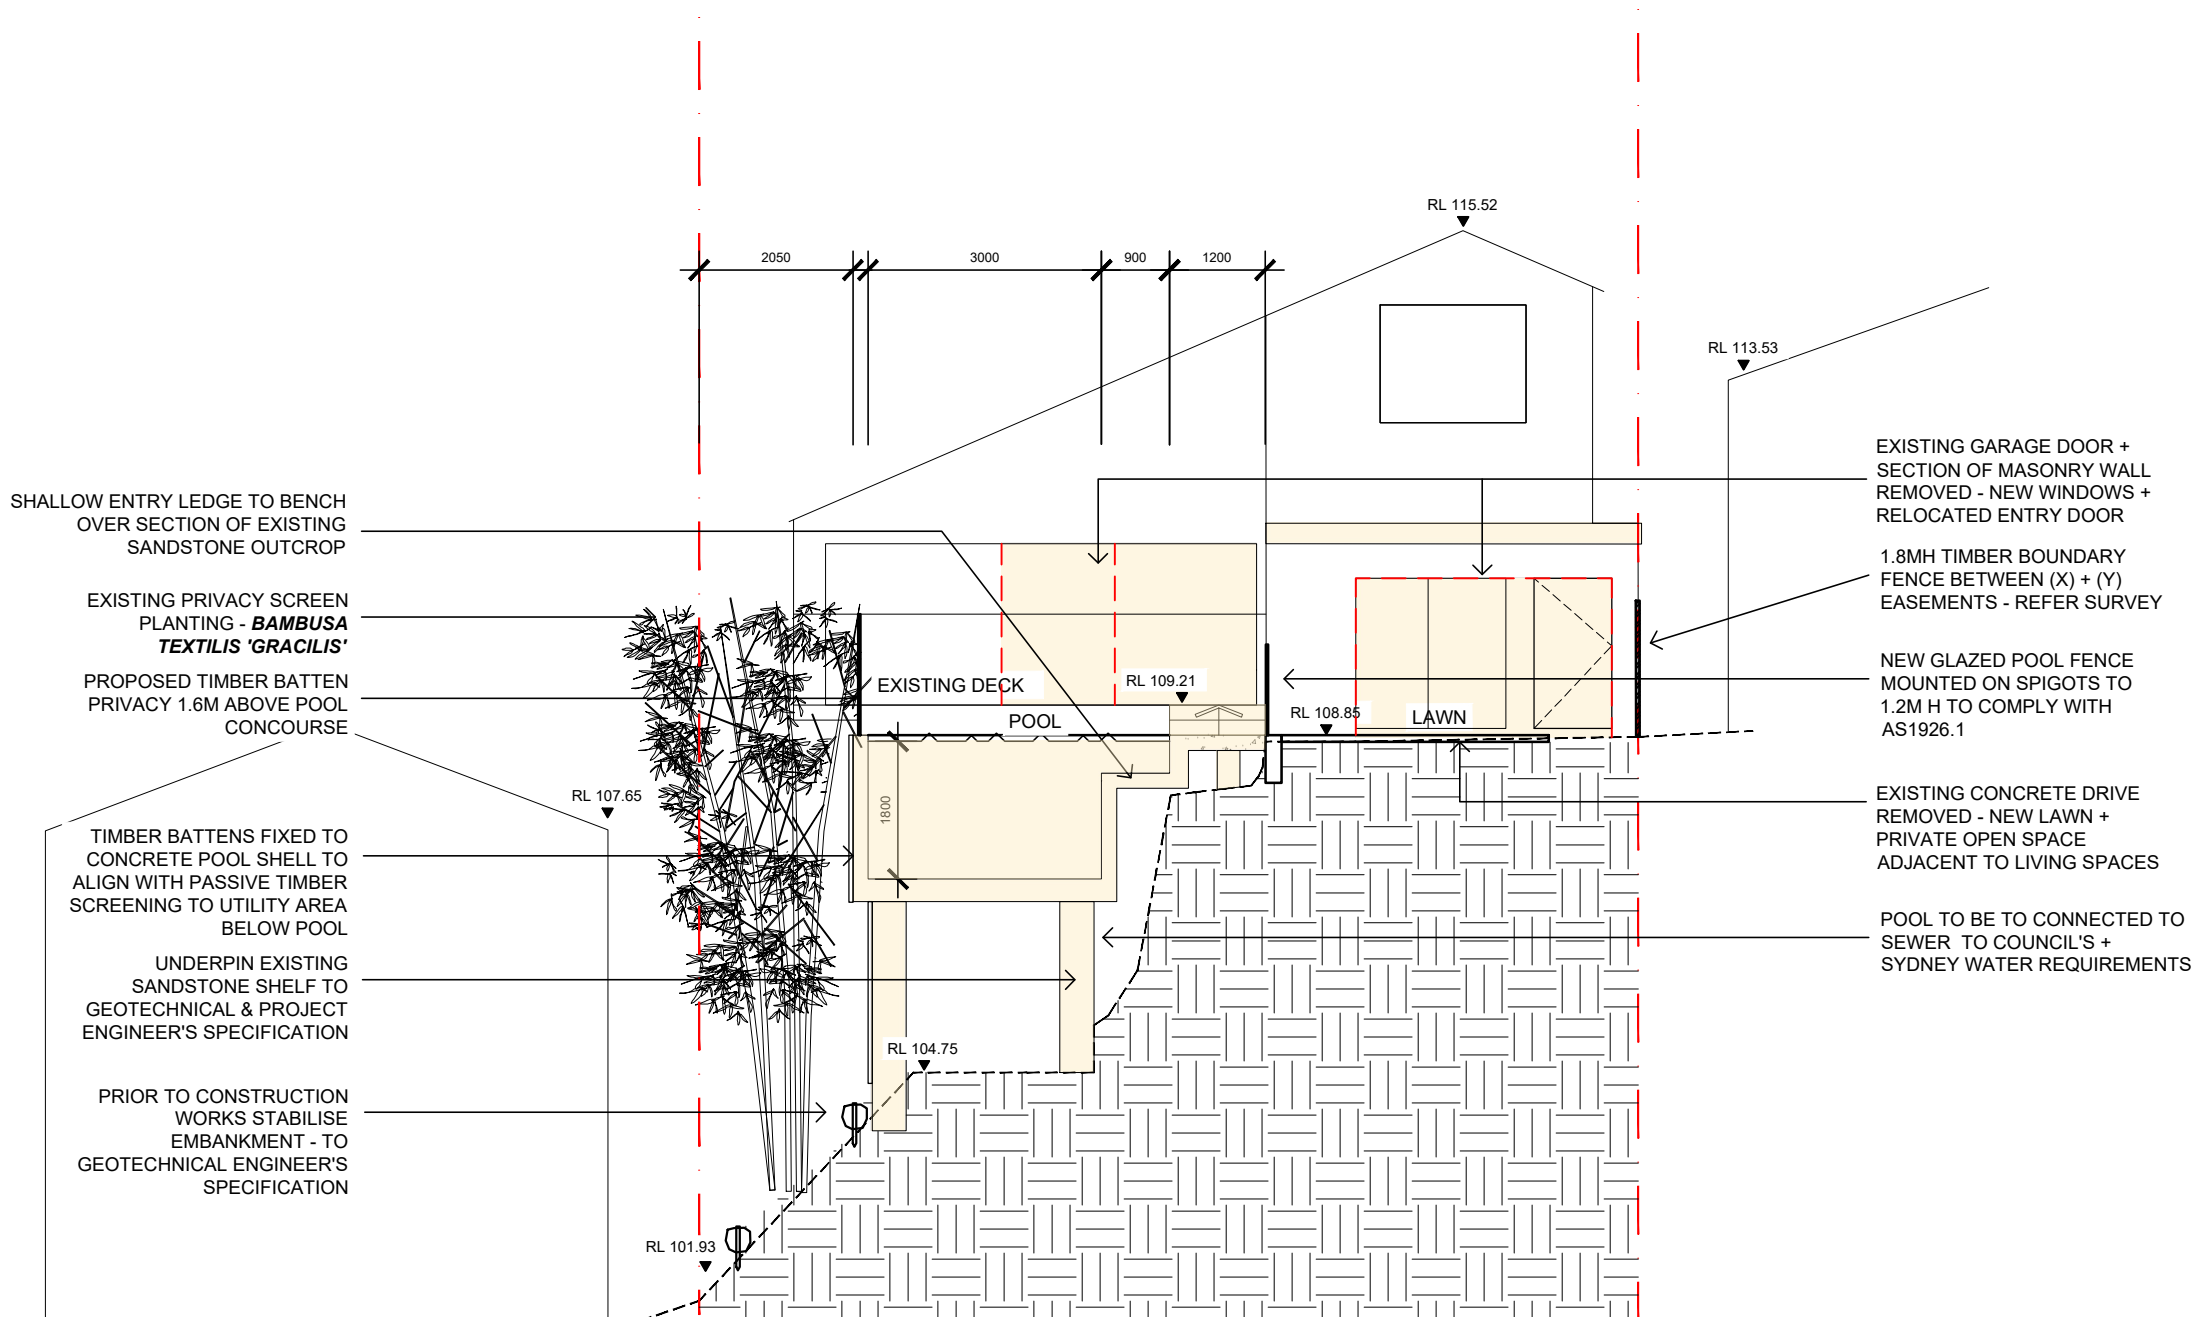 RL 115.52
2050
3000
900
1200
RL 113.53
SHALLOW ENTRY LEDGE TO BENCH
OVER SECTION OF EXISTING
SANDSTONE OUTCROP
EXISTING PRIVACY SCREEN
PLANTING - BAMBUSA
TEXTILIS 'GRACILIS'
PROPOSED TIMBER BATTEN
PRIVACY 1.6M ABOVE POOL
CONCOURSE
RL 107.65
TIMBER BATTENS FIXED TO
CONCRETE POOL SHELL TO
ALIGN WITH PASSIVE TIMBER
SCREENING TO UTILITY AREA
BELOW POOL
UNDERPIN EXISTING
SANDSTONE SHELF TO
GEOTECHNICAL & PROJECT
ENGINEER'S SPECIFICATION
PRIOR TO CONSTRUCTION
WORKS STABILISE
EMBANKMENT - TO
GEOTECHNICAL ENGINEER'S
SPECIFICATION
RL 101.93
EXISTING DECK
RL 109.21
POOL
RL 108.85
LAWN
1800
RL 104.75
EXISTING GARAGE DOOR +
SECTION OF MASONRY WALL
REMOVED - NEW WINDOWS +
RELOCATED ENTRY DOOR
1.8MH TIMBER BOUNDARY
FENCE BETWEEN (X) + (Y)
EASEMENTS - REFER SURVEY
NEW GLAZED POOL FENCE
MOUNTED ON SPIGOTS TO
1.2M H TO COMPLY WITH
AS1926.1
EXISTING CONCRETE DRIVE
REMOVED - NEW LAWN +
PRIVATE OPEN SPACE
ADJACENT TO LIVING SPACES
POOL TO BE TO CONNECTED TO
SEWER TO COUNCIL'S +
SYDNEY WATER REQUIREMENTS